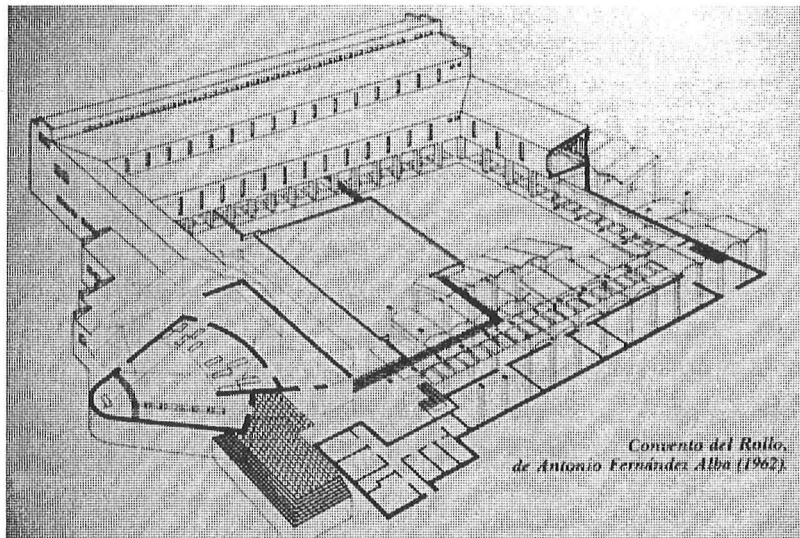 Convento del Rollo,
de Antonio Fernández Alba (1962).